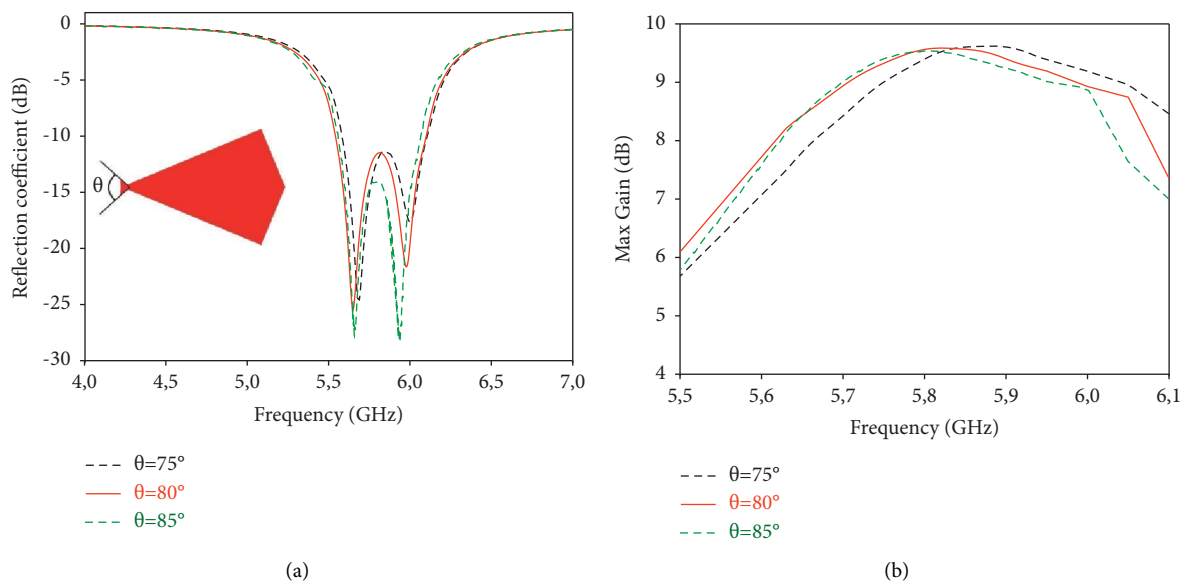 Reflection coefficient (dB)
0
-5
-10
-15
-20
-25
-30
θ
4,0 4,5 5,0 5,5 6,0 6,5 7,0
Frequency (GHz)
θ=75°
θ=80°
θ=85°
(a)
Max Gain (dB)
10
9
8
7
6
5
4
5,5 5,6 5,7 5,8 5,9 6,0 6,1
Frequency (GHz)
θ=75°
θ=80°
θ=85°
(b)